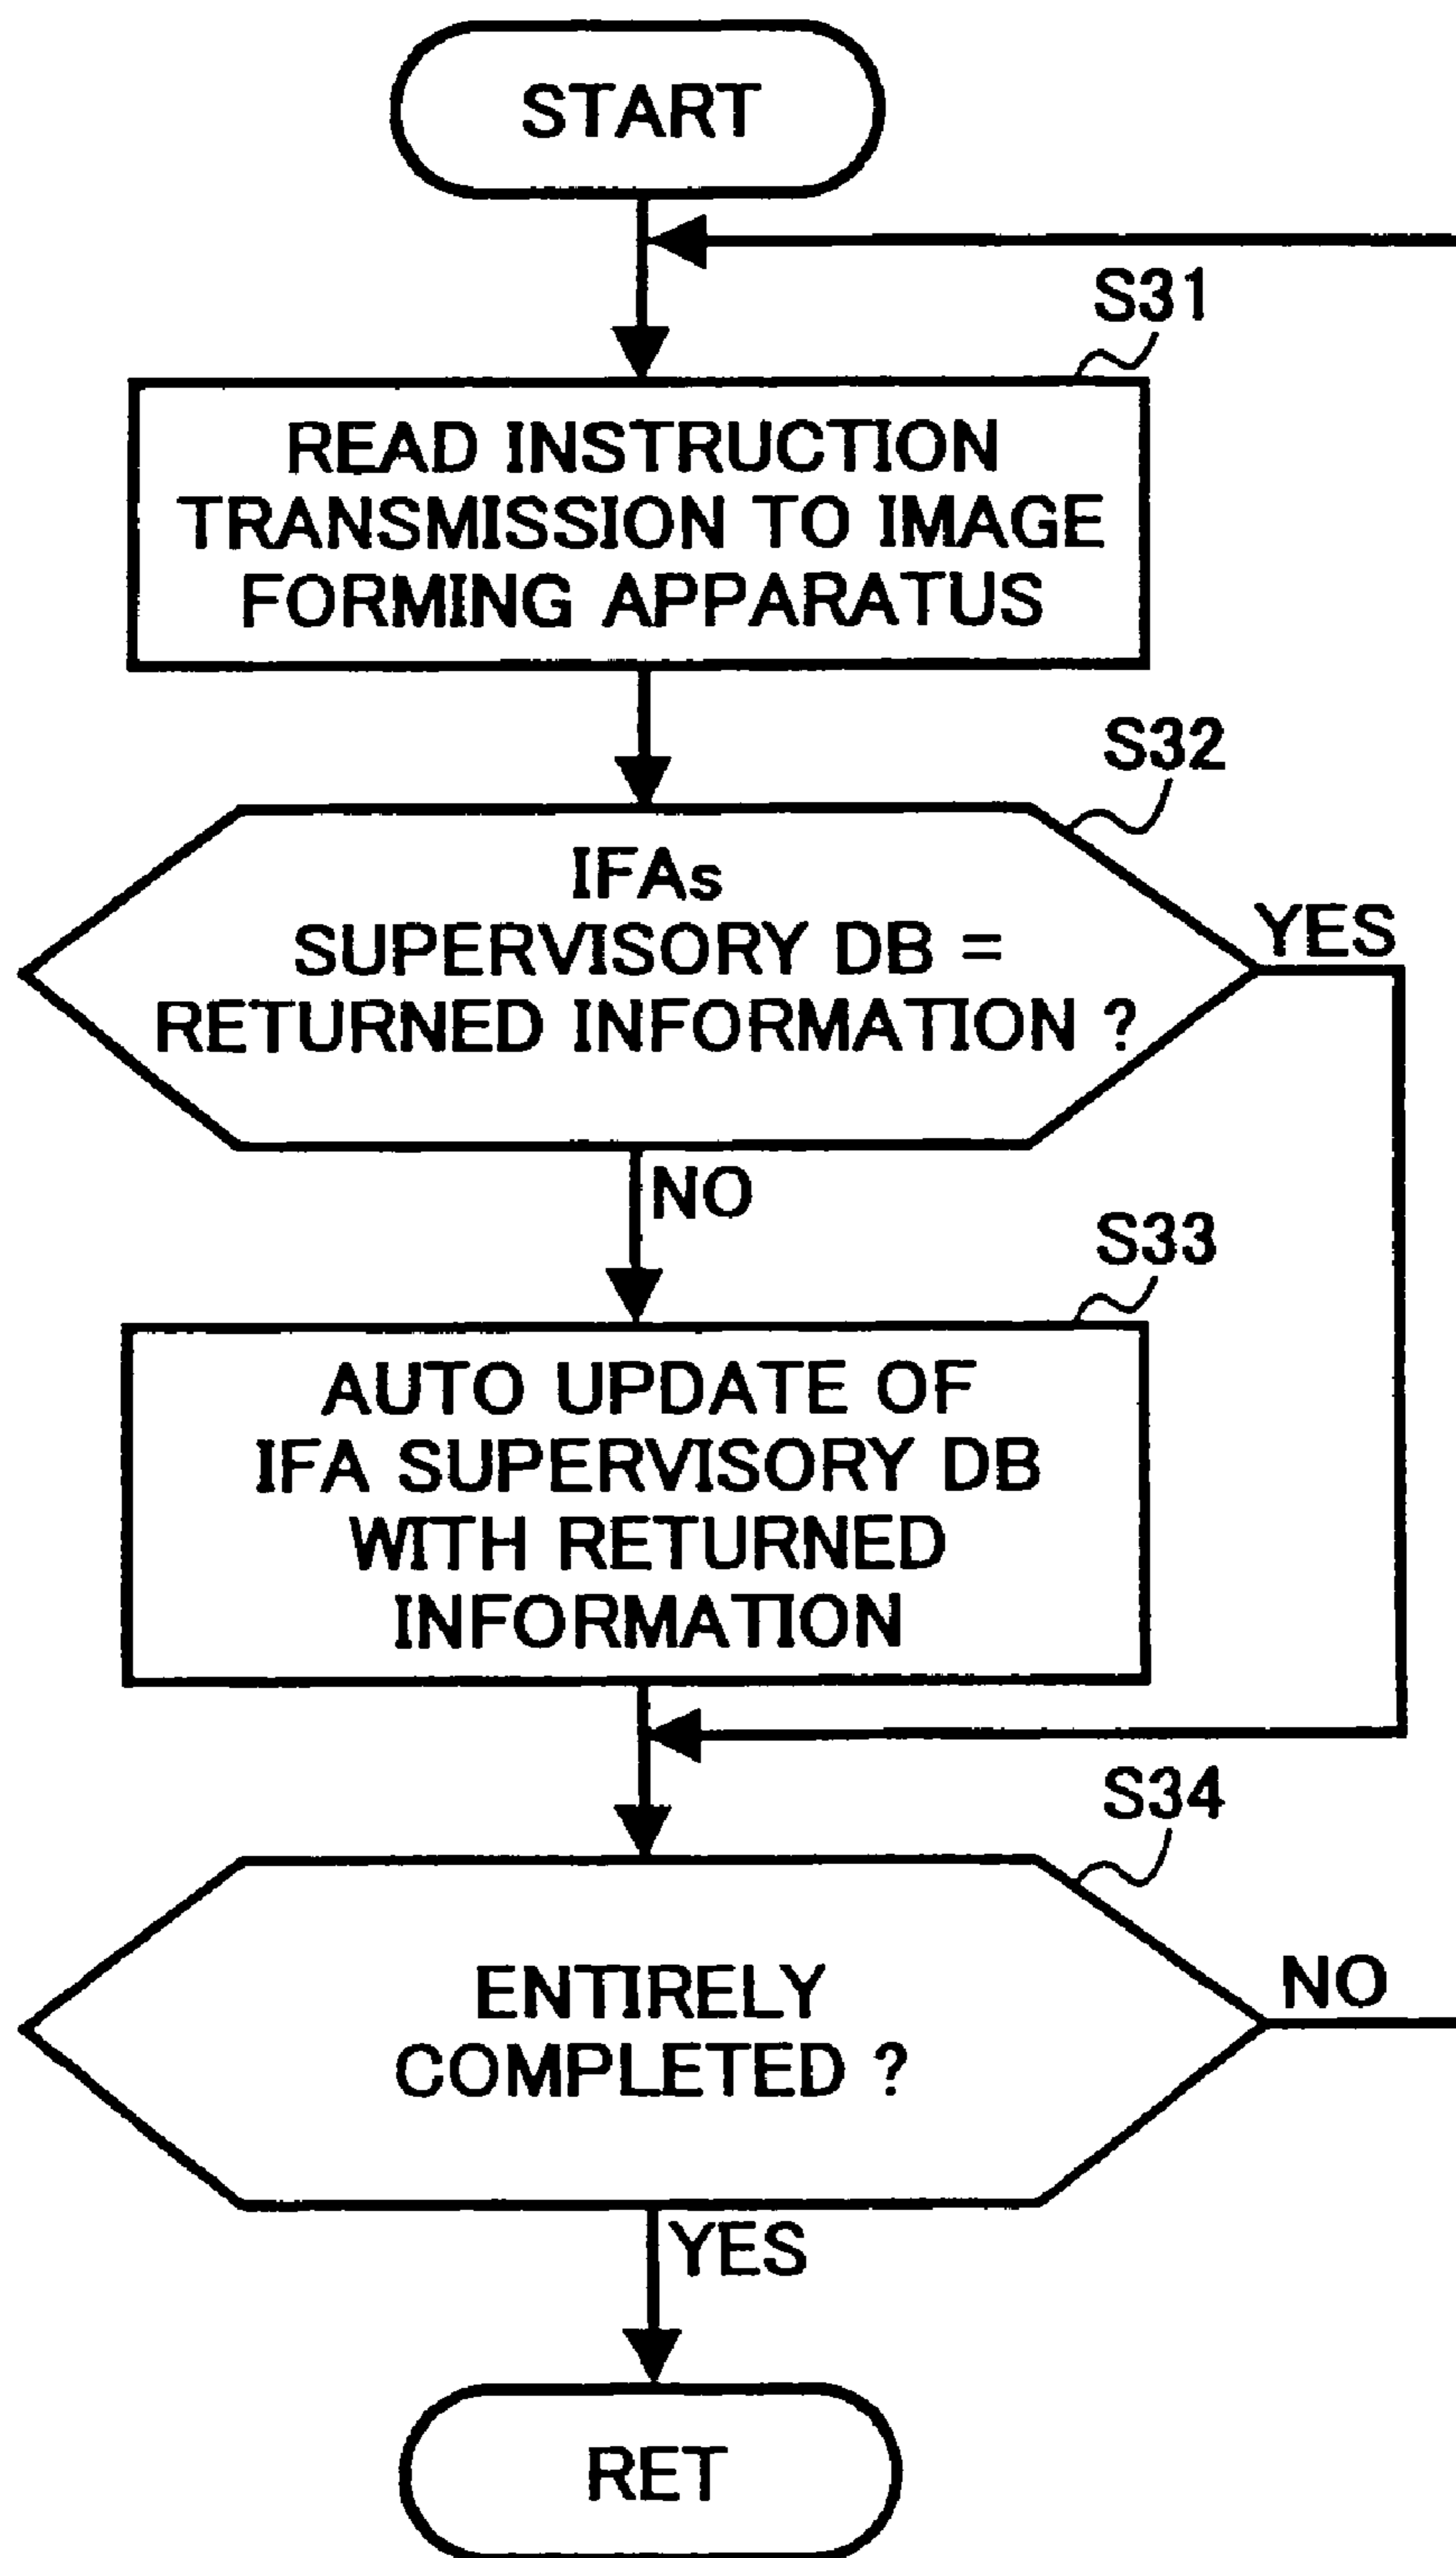 START
S31
READ INSTRUCTION
TRANSMISSION TO IMAGE
FORMING APPARATUS
S32
IFAs
SUPERVISORY DB =
RETURNED INFORMATION ?
YES
NO
S33
AUTO UPDATE OF
IFA SUPERVISORY DB
WITH RETURNED
INFORMATION
S34
ENTIRELY
COMPLETED ?
NO
YES
RET